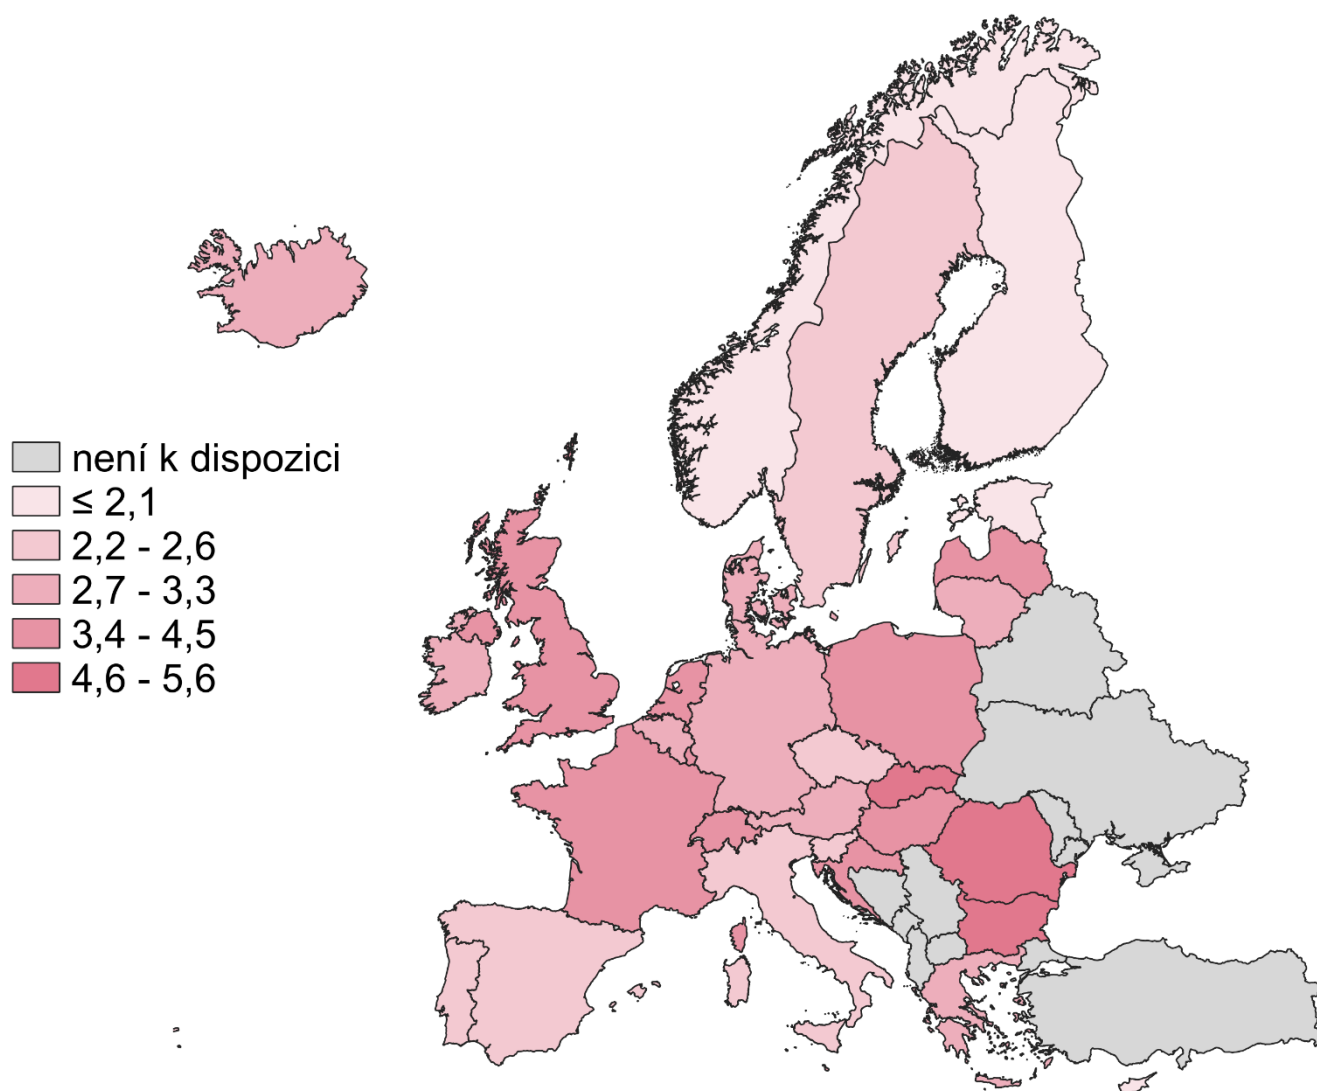 není k dispozici
≤ 2,1
2,2 - 2,6
2,7 - 3,3
3,4 - 4,5
4,6 - 5,6